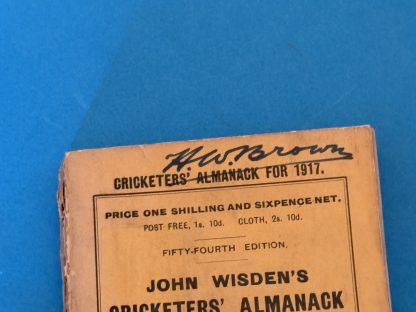 H.W. Brown
CRICKETERS' ALMANACK FOR 1917.
PRICE ONE SHILLING AND SIXPENCE NET.
POST FREE, 1s. 10d. CLOTH, 2s. 10d.
FIFTY-FOURTH EDITION.
JOHN WISDEN'S
CRICKETERS' ALMANACK